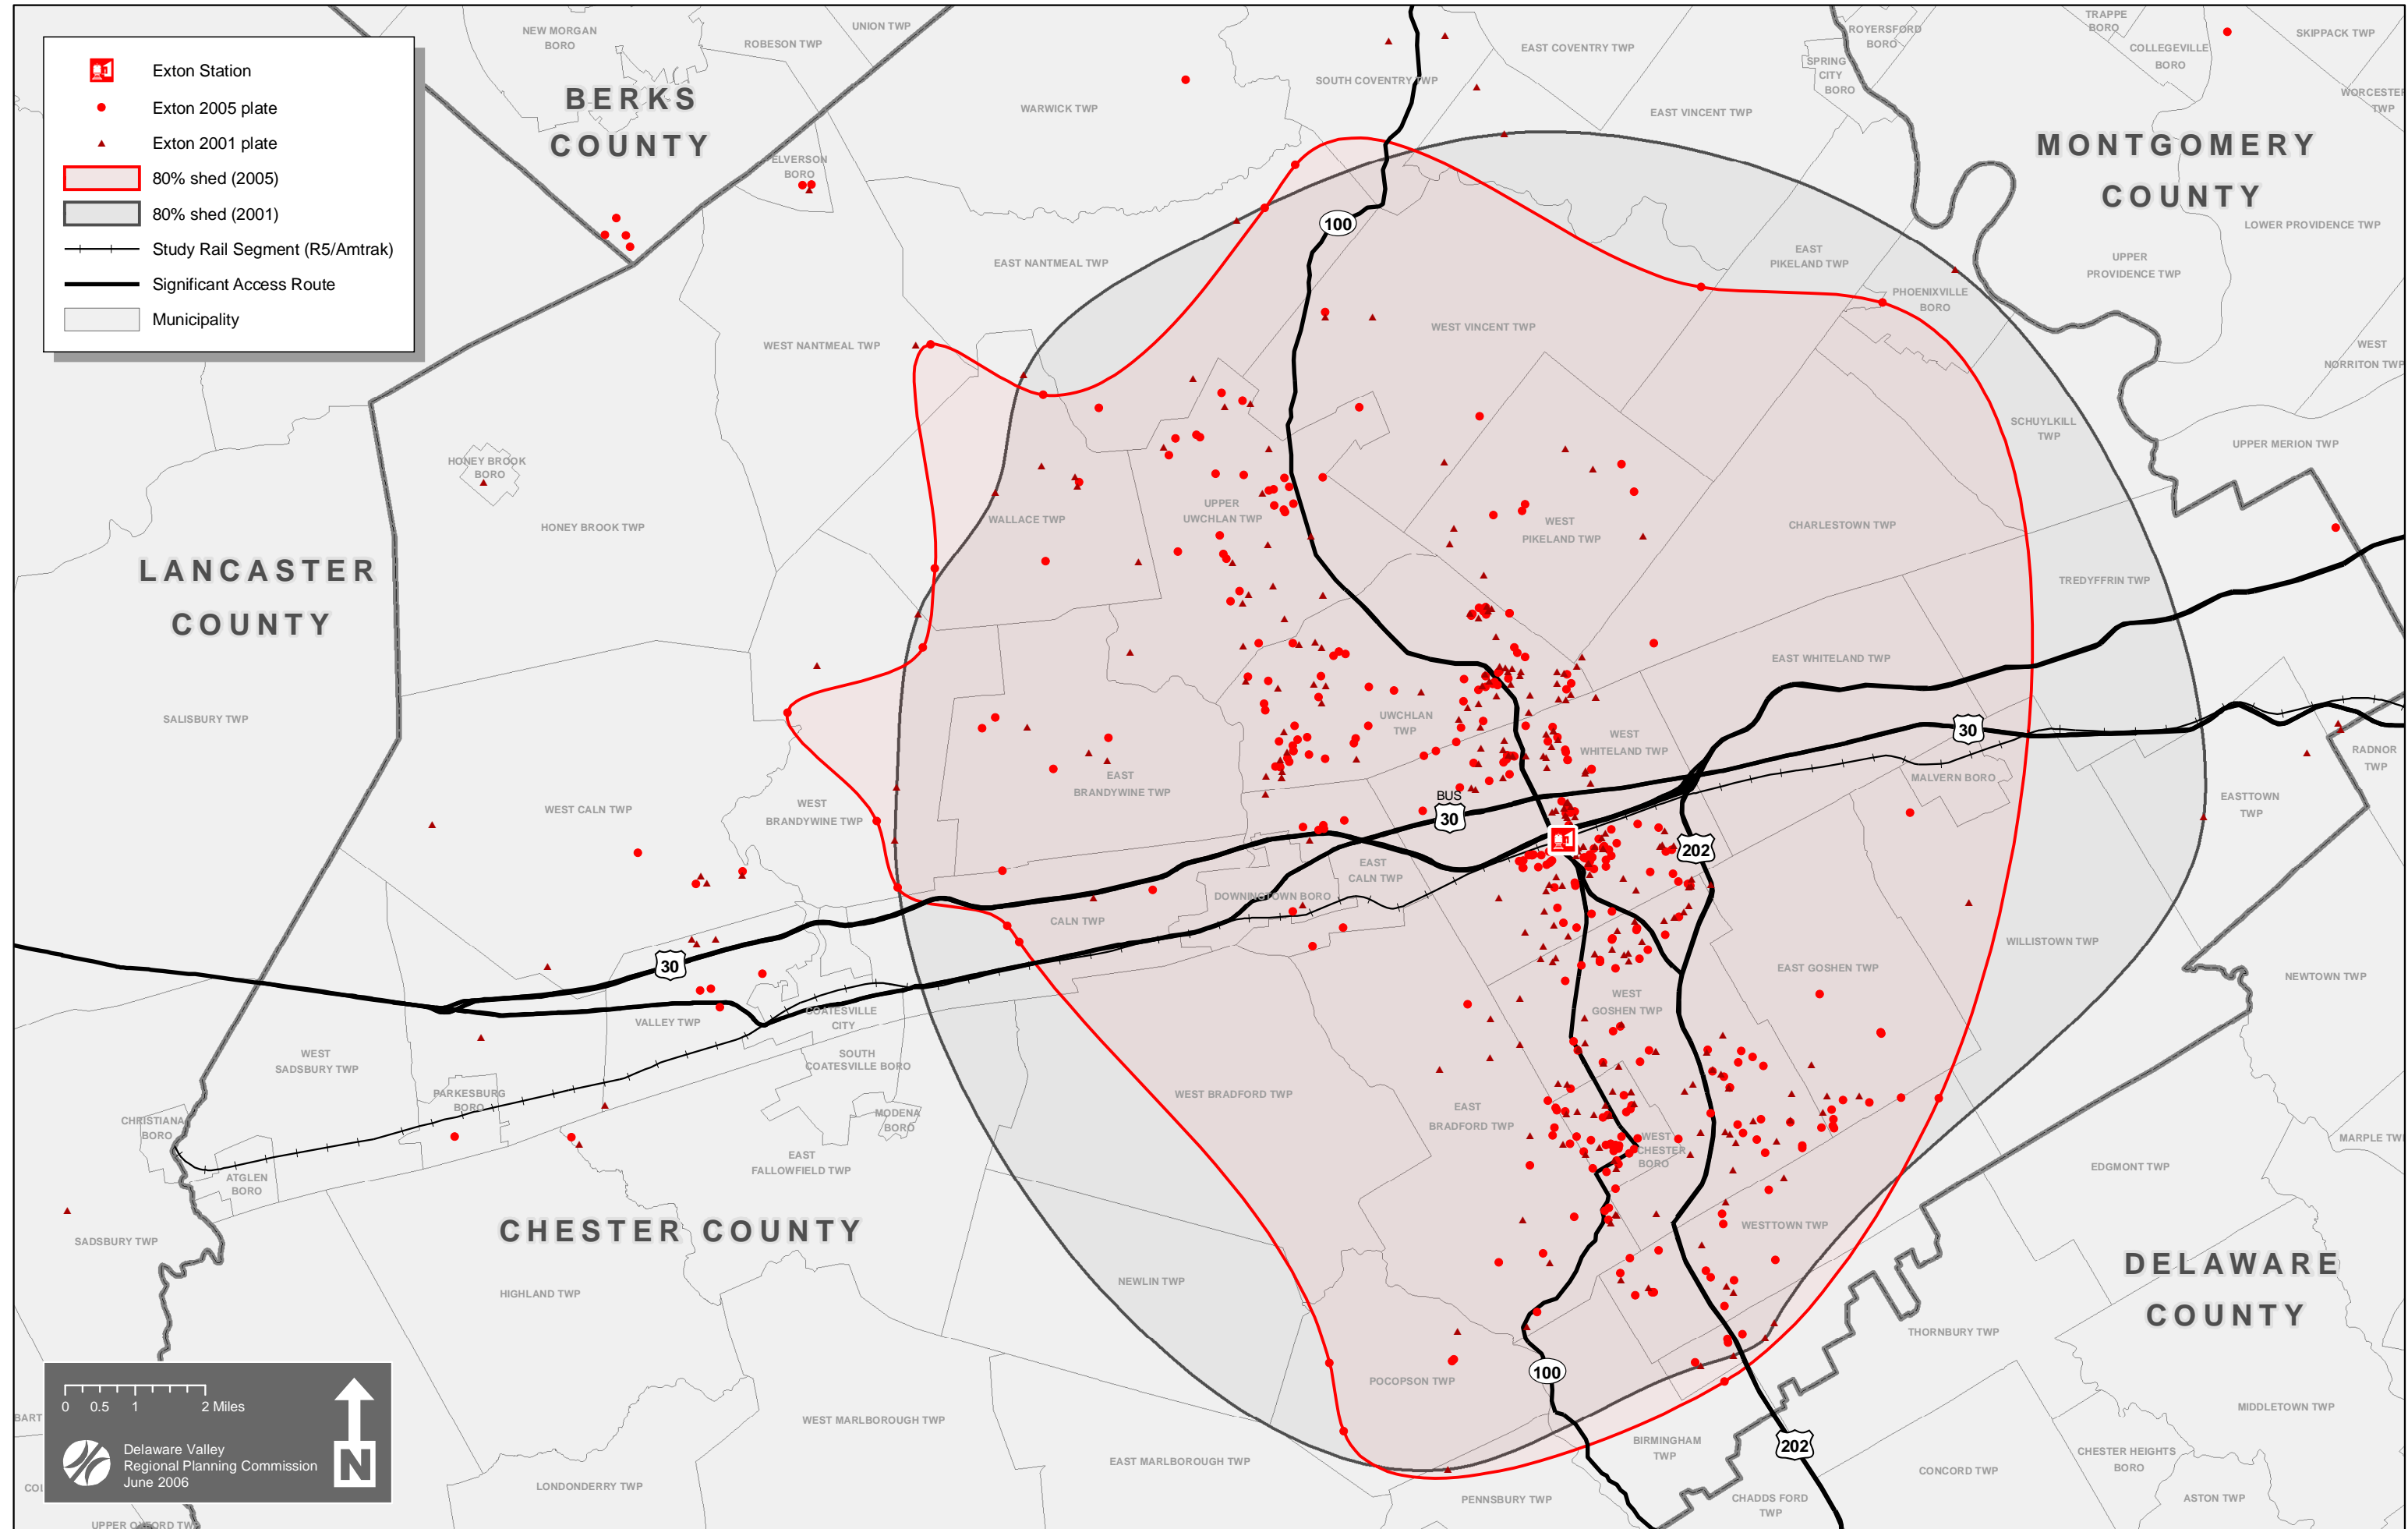 Exton Station
Exton 2005 plate
Exton 2001 plate
80% shed (2005)
80% shed (2001)
Study Rail Segment (R5/Amtrak)
Significant Access Route
Municipality
NEW MORGAN
BORO
ROBESON TWP
UNION TWP
BERKS
COUNTY
ELVERSON
BORO
WARWICK TWP
SOUTH COVENTRY TWP
EAST COVENTRY TWP
EAST VINCENT TWP
ROYERSFORD
BORO
SPRING
CITY
BORO
TRAPPE
BORO
COLLEGEVILLE
BORO
SKIPPACK TWP
WORCESTER
TWP
MONTGOMERY
COUNTY
LOWER PROVIDENCE TWP
UPPER
PROVIDENCE TWP
EAST
PIKELAND TWP
PHOENIXVILLE
BORO
100
EAST NANTMEAL TWP
WEST NANTMEAL TWP
WEST VINCENT TWP
WEST
NORRITON TWP
SCHUYLKILL
TWP
UPPER MERION TWP
HONEY BROOK
BORO
HONEY BROOK TWP
WALLACE TWP
UPPER
UWCHLAN TWP
WEST
PIKELAND TWP
CHARLESTOWN TWP
TREDYFFRIN TWP
LANCASTER
COUNTY
SALISBURY TWP
UWCHLAN
TWP
EAST WHITELAND TWP
WEST
WHITELAND TWP
30
MALVERN BORO
RADNOR
TWP
EASTTOWN
TWP
EAST
BRANDYWINE TWP
WEST
BRANDYWINE TWP
WEST CALN TWP
BUS
30
202
EAST
CALN TWP
DOWNINGTOWN BORO
CALN TWP
30
WILLISTOWN TWP
EAST GOSHEN TWP
NEWTOWN TWP
WEST
GOSHEN TWP
COATESVILLE
CITY
VALLEY TWP
SOUTH
COATESVILLE BORO
WEST
SADSBURY TWP
PARKESBURG
BORO
MODENA
BORO
CHRISTIANA
BORO
ATGLEN
BORO
EAST
FALLOWFIELD TWP
WEST BRADFORD TWP
EAST
BRADFORD TWP
WEST
CHESTER
BORO
MARPLE TW
EDGMONT TWP
WESTTOWN TWP
SADSBURY TWP
CHESTER COUNTY
HIGHLAND TWP
NEWLIN TWP
DELAWARE
COUNTY
THORNBURY TWP
POCOPSON TWP
100
MIDDLETOWN TWP
BART
WEST MARLBOROUGH TWP
EAST MARLBOROUGH TWP
BIRMINGHAM
TWP
202
CHESTER HEIGHTS
BORO
CONCORD TWP
LONDONDERRY TWP
PENNSBURY TWP
CHADDS FORD
TWP
ASTON TWP
COL
UPPER OXFORD TW
0 0.5 1 2 Miles
Delaware Valley
Regional Planning Commission
June 2006
N